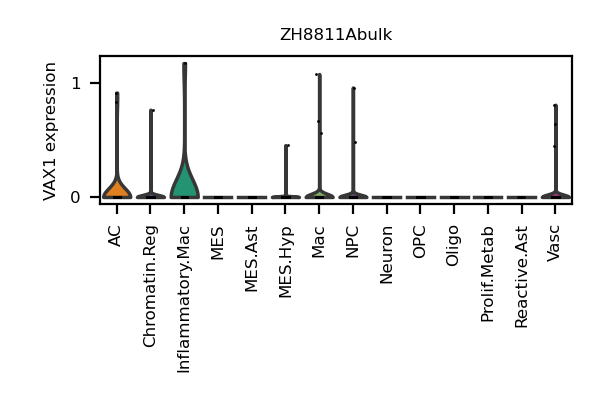 ZH8811Abulk
VAX1 expression
1
0
AC
Chromatin.Reg
Inflammatory.Mac
MES
MES.Ast
MES.Hyp
Mac
NPC
Neuron
OPC
Oligo
Prolif.Metab
Reactive.Ast
Vasc